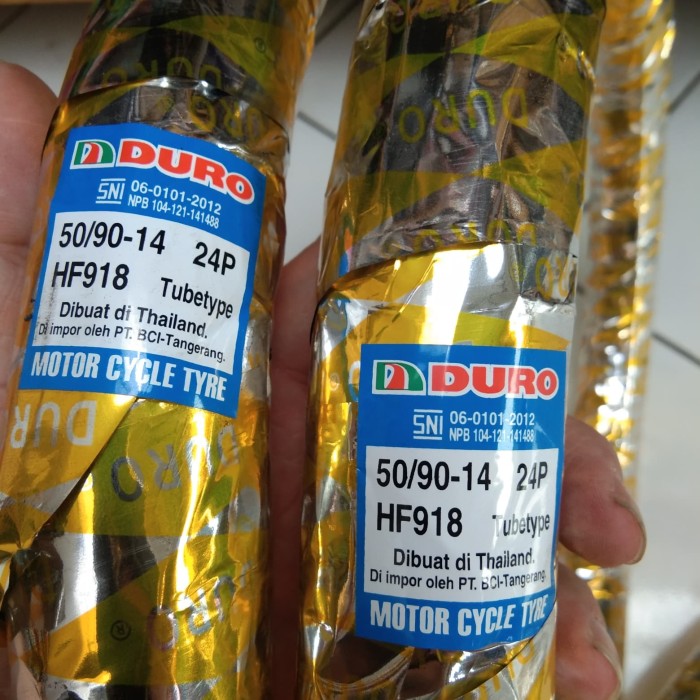 DURO
SNI 06-0101-2012
NPB 104-121-141488
50/90-14 24P
HF918 Tubetype
Dibuat di Thailand.
Di impor oleh PT. BCI-Tangerang.
MOTOR CYCLE TYRE
DURO
DURO
SNI 06-0101-2012
NPB 104-121-141488
50/90-14 24P
HF918 Tubetype
Dibuat di Thailand.
Di impor oleh PT. BCI-Tangerang.
MOTOR CYCLE TYRE
DURO